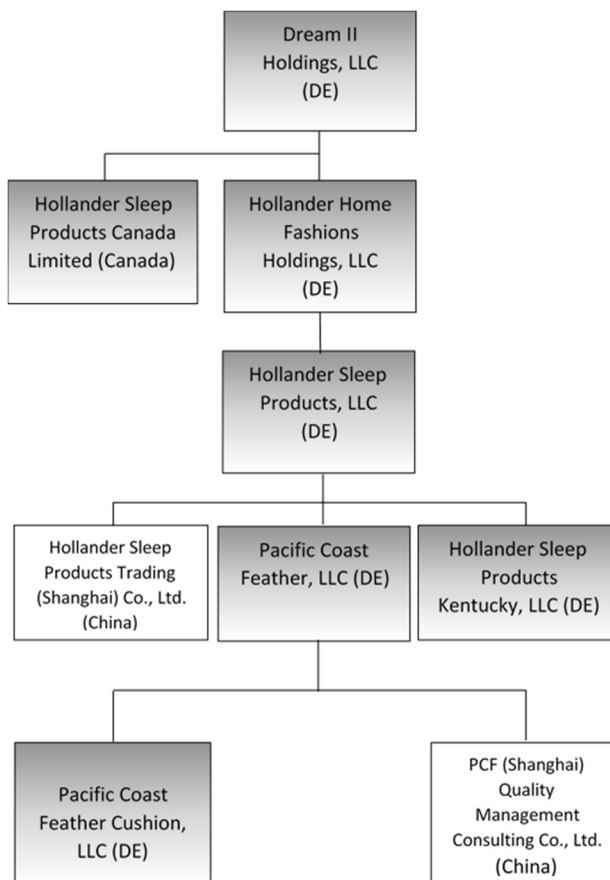 Dream II
Holdings, LLC
(DE)
Hollander Sleep
Products Canada
Limited (Canada)
Hollander Home
Fashions
Holdings, LLC
(DE)
Hollander Sleep
Products, LLC
(DE)
Hollander Sleep
Products Trading
(Shanghai) Co., Ltd.
(China)
Pacific Coast
Feather, LLC (DE)
Hollander Sleep
Products
Kentucky, LLC (DE)
Pacific Coast
Feather Cushion,
LLC (DE)
PCF (Shanghai)
Quality
Management
Consulting Co., Ltd.
(China)